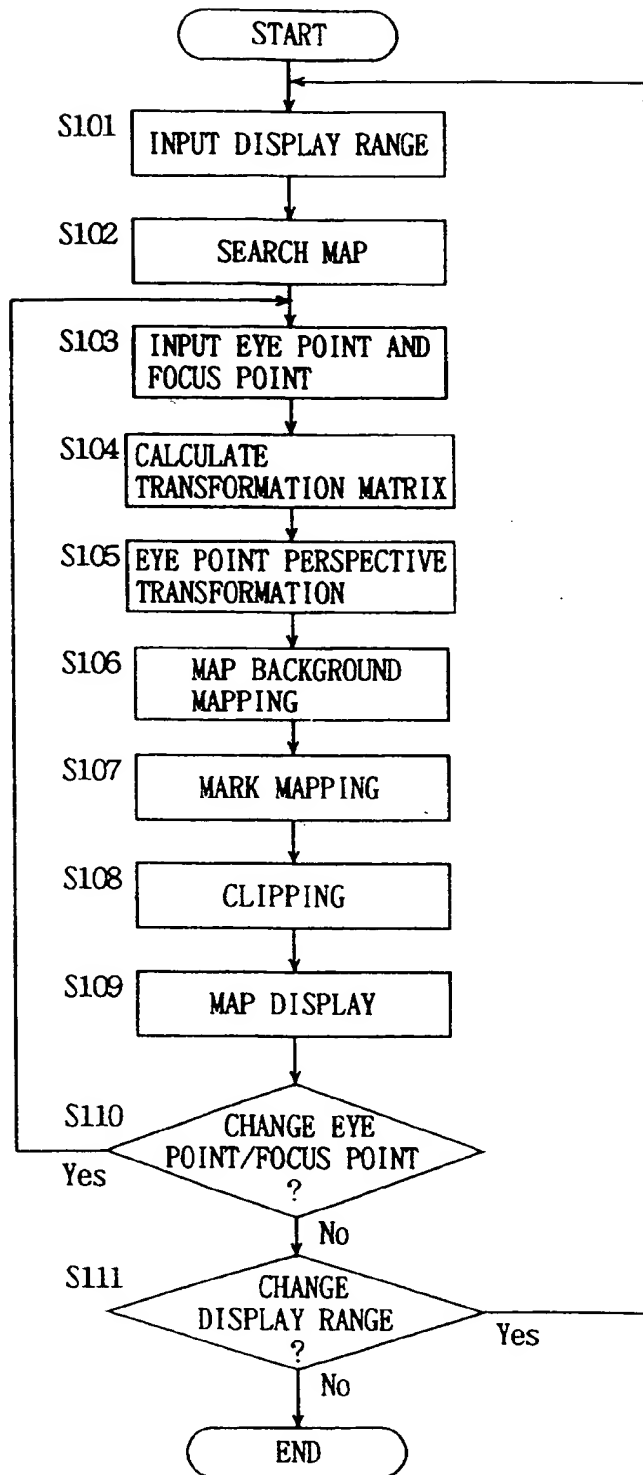 START
S101
INPUT DISPLAY RANGE
S102
SEARCH MAP
S103
INPUT EYE POINT AND
FOCUS POINT
S104
CALCULATE
TRANSFORMATION MATRIX
S105
EYE POINT PERSPECTIVE
TRANSFORMATION
S106
MAP BACKGROUND
MAPPING
S107
MARK MAPPING
S108
CLIPPING
S109
MAP DISPLAY
S110
CHANGE EYE
POINT/FOCUS POINT
?
Yes
No
S111
CHANGE
DISPLAY RANGE
?
Yes
No
END